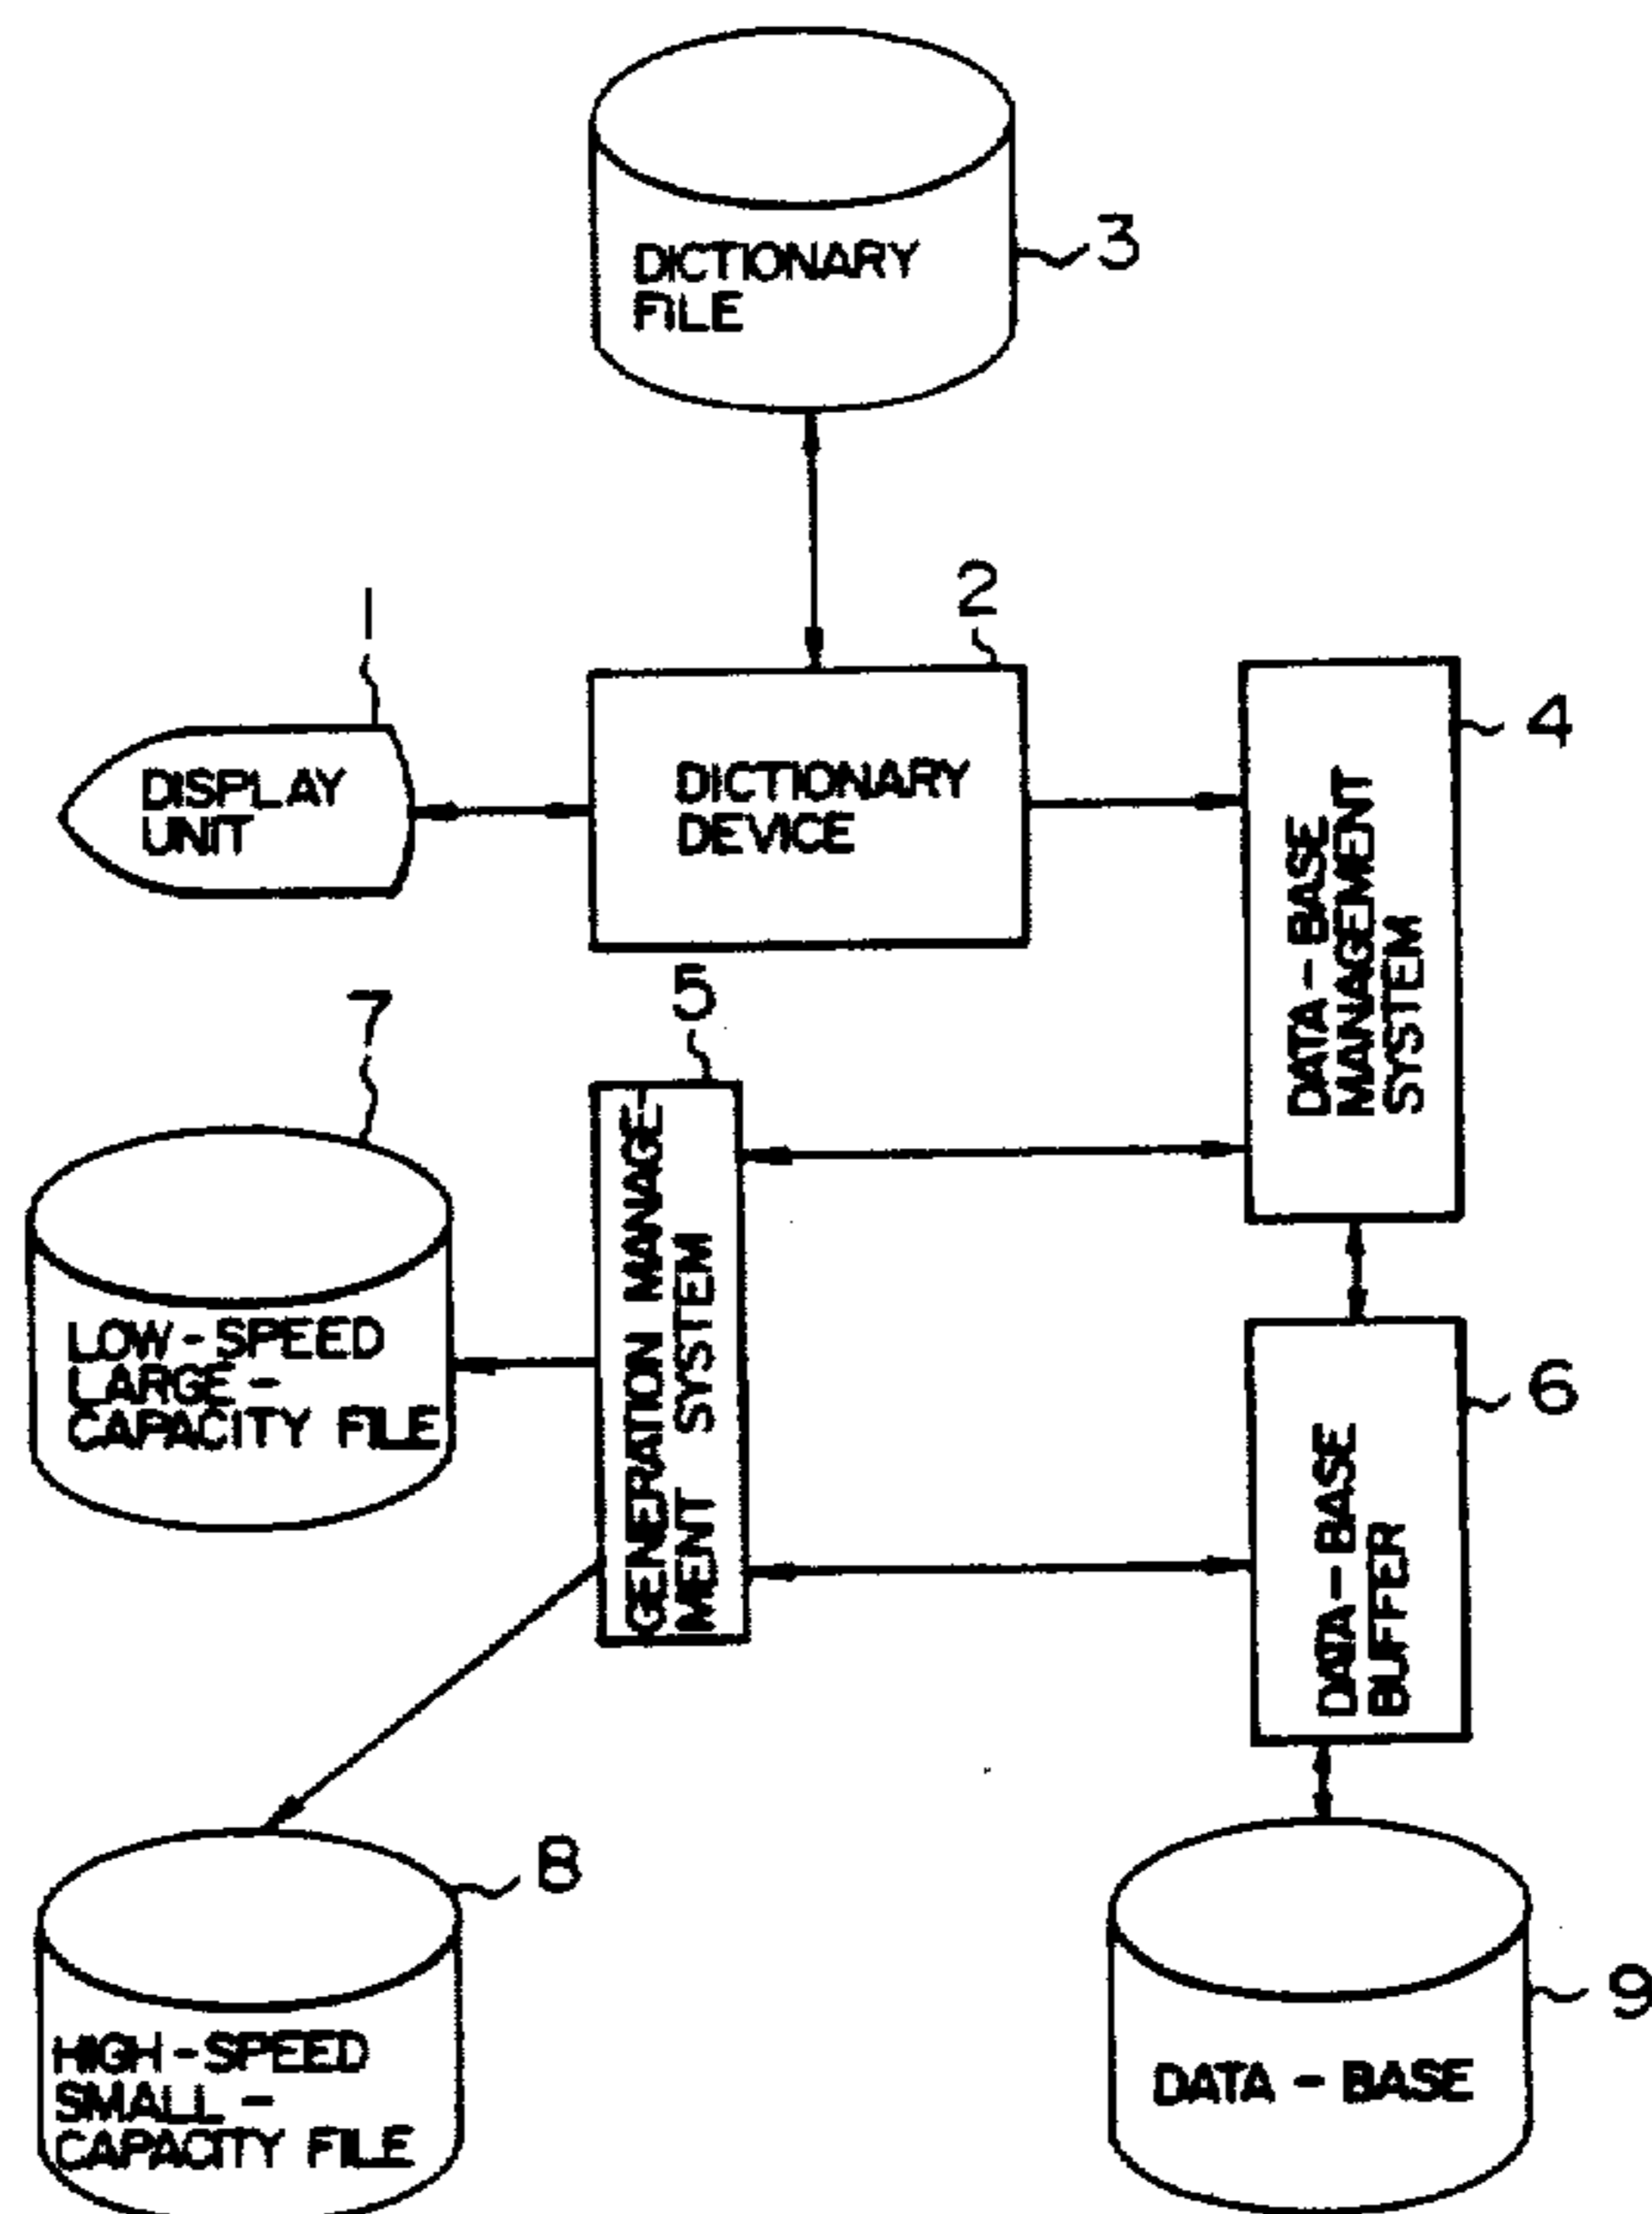 DICTIONARY
FILE
3
2
1
DISPLAY
UNIT
DICTIONARY
DEVICE
4
DATA-BASE
MANAGEMENT
SYSTEM
5
7
LOW-SPEED
LARGE-
CAPACITY FILE
GENERATION MANAGE-
MENT SYSTEM
6
DATA-BASE
BUFFER
8
HIGH-SPEED
SMALL-
CAPACITY FILE
9
DATA-BASE